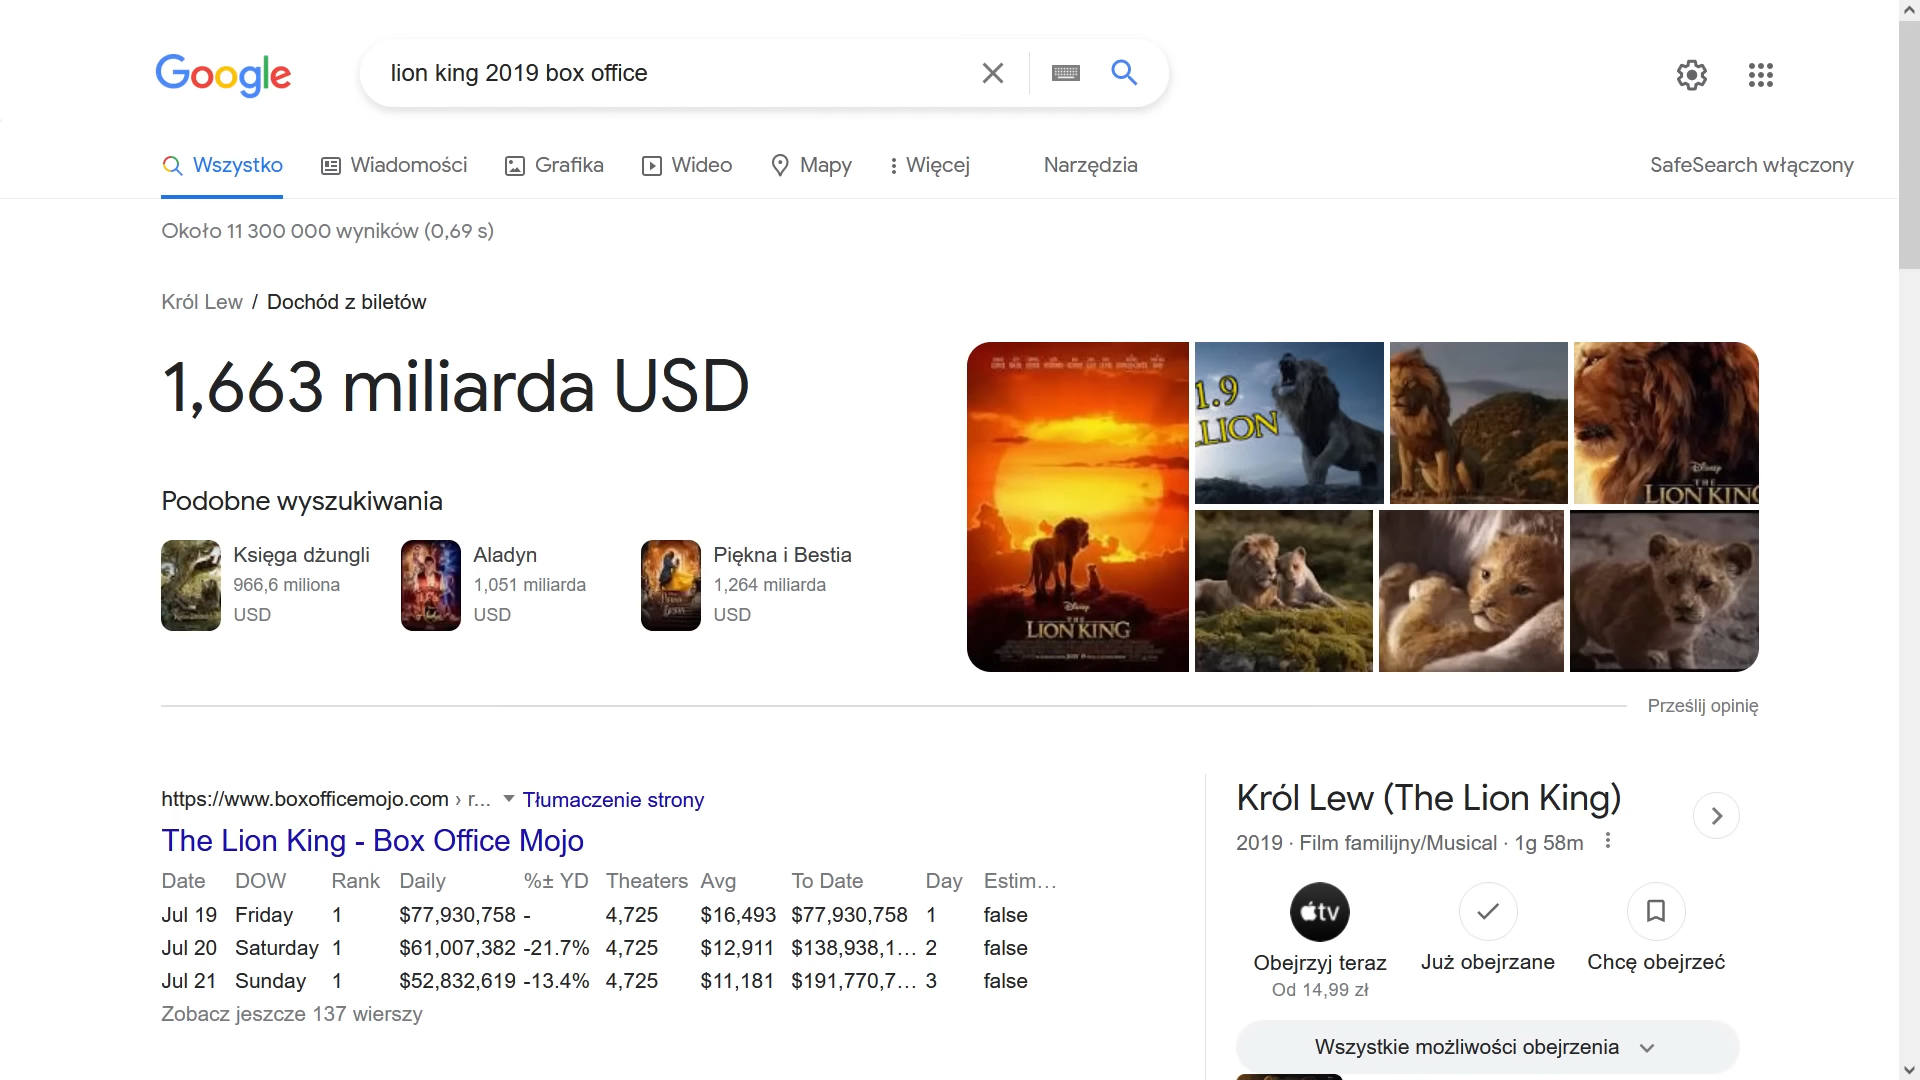 Google
lion king 2019 box office
Wszystko
Wiadomości
Grafika
Wideo
Mapy
Więcej
Narzędzia
SafeSearch włączony
Około 11 300 000 wyników (0,69 s)
Król Lew / Dochód z biletów
1,663 miliarda USD
1.9
LLION
Disney
THE
LION KING
Disney
THE
LION KING
Podobne wyszukiwania
Księga dżungli
966,6 miliona
USD
Aladyn
1,051 miliarda
USD
Piękna i Bestia
1,264 miliarda
USD
Prześlij opinię
https://www.boxofficemojo.com › r... Tłumaczenie strony
The Lion King - Box Office Mojo
Date DOW Rank Daily %± YD Theaters Avg To Date Day Estim...
Jul 19 Friday 1 $77,930,758 - 4,725 $16,493 $77,930,758 1 false
Jul 20 Saturday 1 $61,007,382 -21.7% 4,725 $12,911 $138,938,1... 2 false
Jul 21 Sunday 1 $52,832,619 -13.4% 4,725 $11,181 $191,770,7... 3 false
Zobacz jeszcze 137 wierszy
Król Lew (The Lion King)
2019 · Film familijny/Musical · 1g 58m
tv
Obejrzyj teraz
Od 14,99 zł
Już obejrzane
Chcę obejrzeć
Wszystkie możliwości obejrzenia